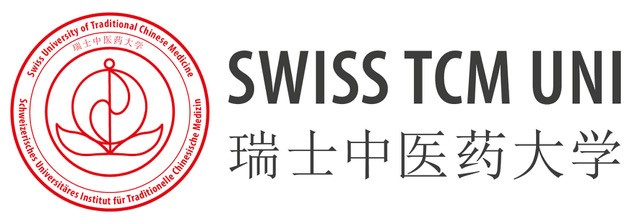 Swiss University of Traditional Chinese Medicine
瑞士中医药大学
Schweizerisches Universitäres Institut für Traditionelle Chinesische Medizin
SWISS TCM UNI
瑞士中医药大学